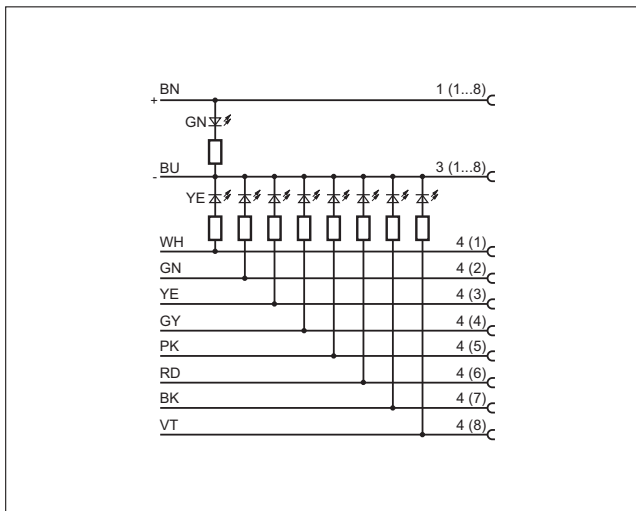 BN 1 (1...8)
+
GN
BU 3 (1...8)
-
YE
WH 4 (1)
GN 4 (2)
YE 4 (3)
GY 4 (4)
PK 4 (5)
RD 4 (6)
BK 4 (7)
VT 4 (8)